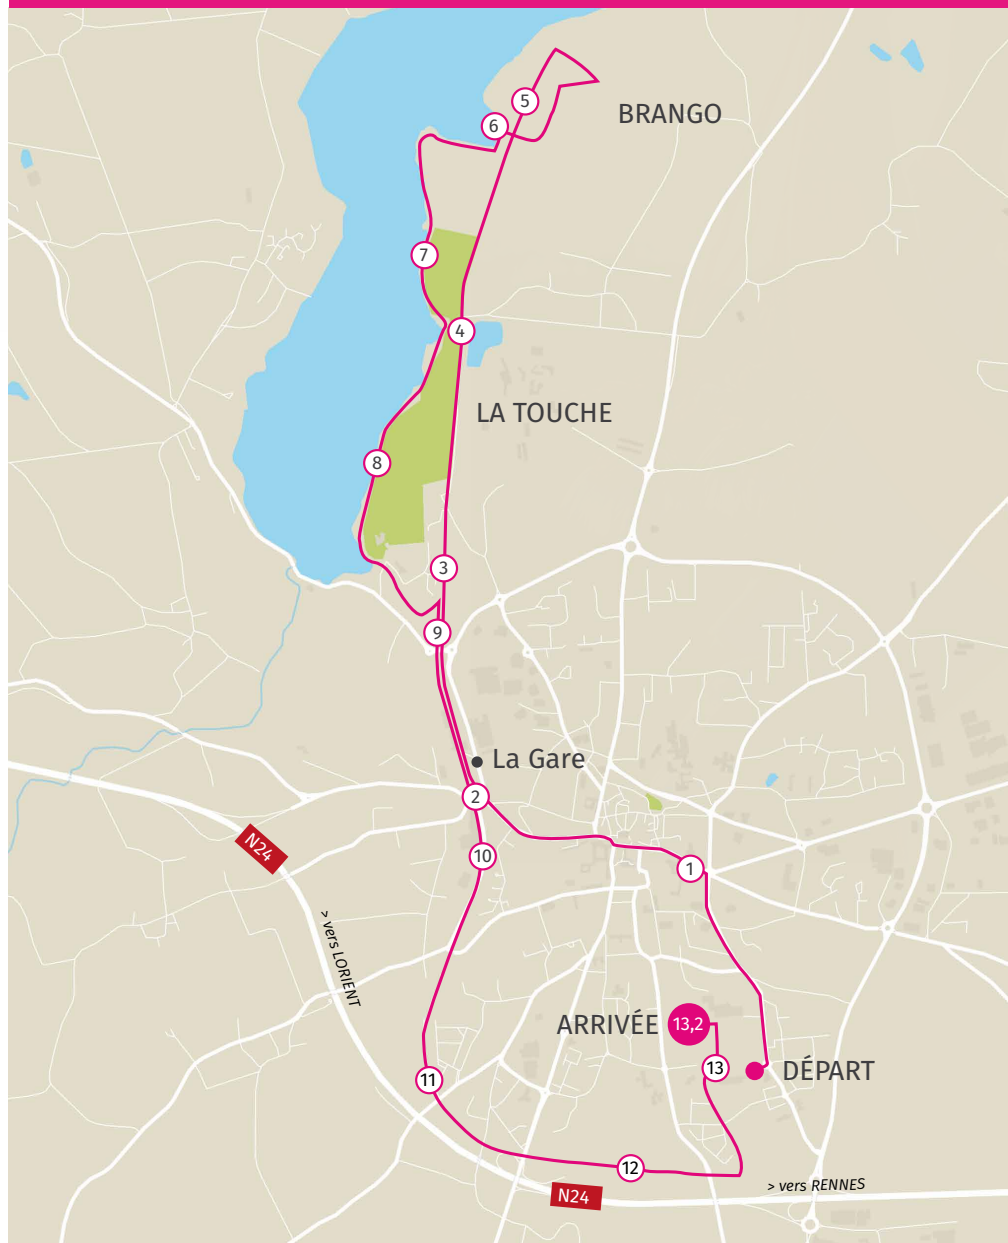 BRANGO
5
6
7
4
LA TOUCHE
8
3
9
La Gare
2
N24
10
1
> vers LORIENT
ARRIVÉE
13,2
13
DÉPART
11
12
> vers RENNES
N24